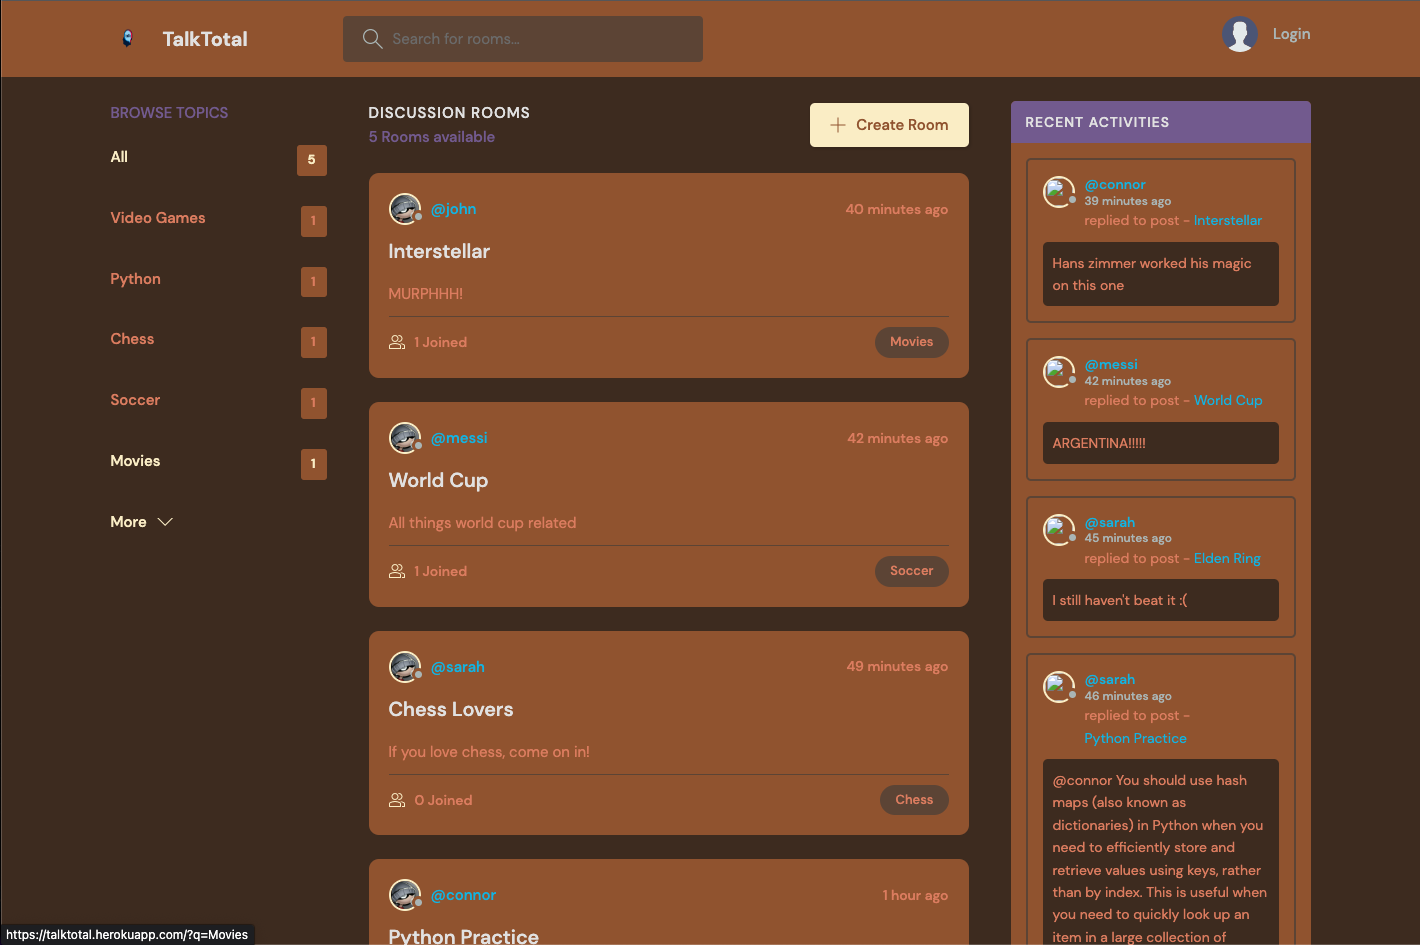 TalkTotal
Search for rooms...
Login
BROWSE TOPICS
All 5
Video Games 1
Python 1
Chess 1
Soccer 1
Movies 1
More
DISCUSSION ROOMS
5 Rooms available
Create Room
@john 40 minutes ago
Interstellar
MURPHHH!
1 Joined Movies
@messi 42 minutes ago
World Cup
All things world cup related
1 Joined Soccer
@sarah 49 minutes ago
Chess Lovers
If you love chess, come on in!
0 Joined Chess
@connor 1 hour ago
Python Practice
RECENT ACTIVITIES
@connor
39 minutes ago
replied to post - Interstellar
Hans zimmer worked his magic
on this one
@messi
42 minutes ago
replied to post - World Cup
ARGENTINA!!!!!
@sarah
45 minutes ago
replied to post - Elden Ring
I still haven't beat it :(
@sarah
46 minutes ago
replied to post -
Python Practice
@connor You should use hash
maps (also known as
dictionaries) in Python when you
need to efficiently store and
retrieve values using keys, rather
than by index. This is useful when
you need to quickly look up an
item in a large collection of
https://talktotal.herokuapp.com/?q=Movies